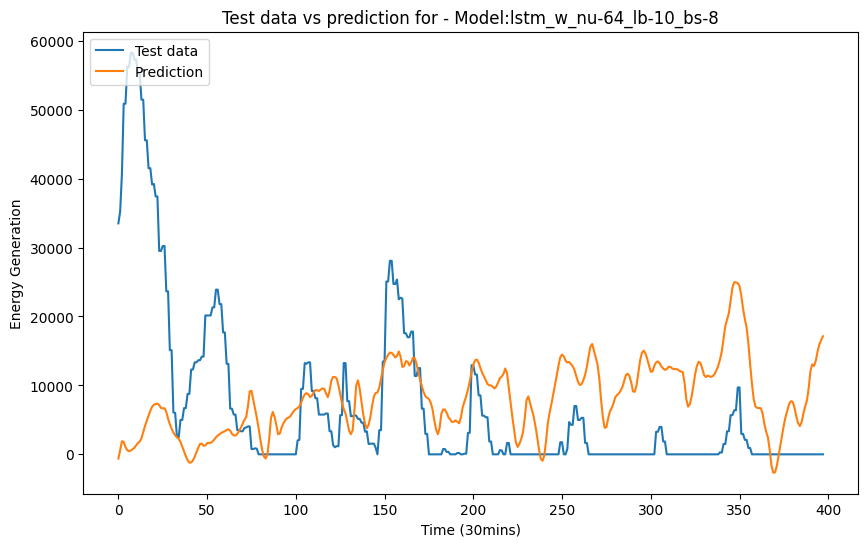 Test data vs prediction for - Model:lstm_w_nu-64_lb-10_bs-8
Test data
Prediction
60000
50000
40000
30000
20000
10000
0
Energy Generation
0 50 100 150 200 250 300 350 400
Time (30mins)